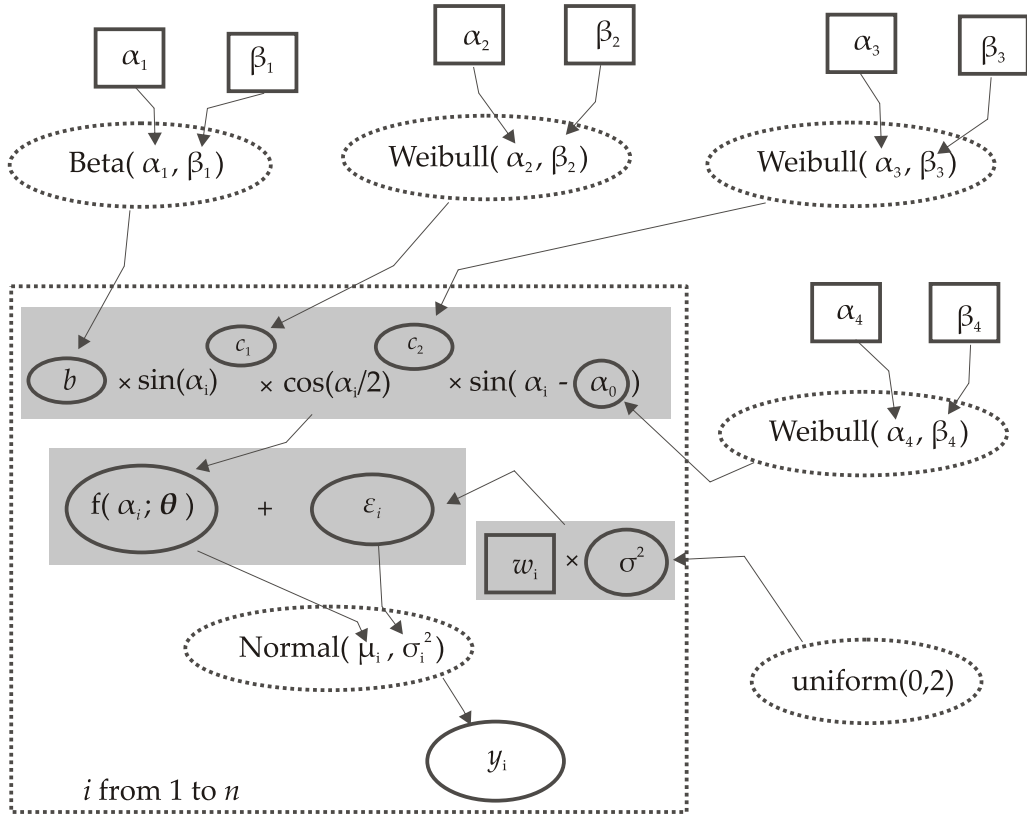 α₁ β₁ α₂ β₂ α₃ β₃
Beta( α₁, β₁) Weibull( α₂, β₂) Weibull( α₃, β₃)
α₄ β₄
c₁ c₂
b × sin(αᵢ) × cos(αᵢ/2) × sin( αᵢ - α₀ )
Weibull( α₄, β₄)
f( αᵢ; θ ) + εᵢ
wᵢ × σ²
Normal( μᵢ , σᵢ²)
uniform(0,2)
yᵢ
i from 1 to n